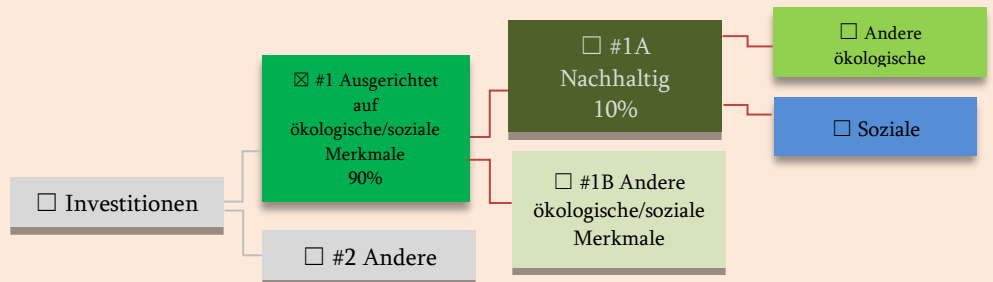 ☐ Investitionen
☒ #1 Ausgerichtet
auf
ökologische/soziale
Merkmale
90%
☐ #2 Andere
☐ #1A
Nachhaltig
10%
☐ #1B Andere
ökologische/soziale
Merkmale
☐ Andere
ökologische
☐ Soziale